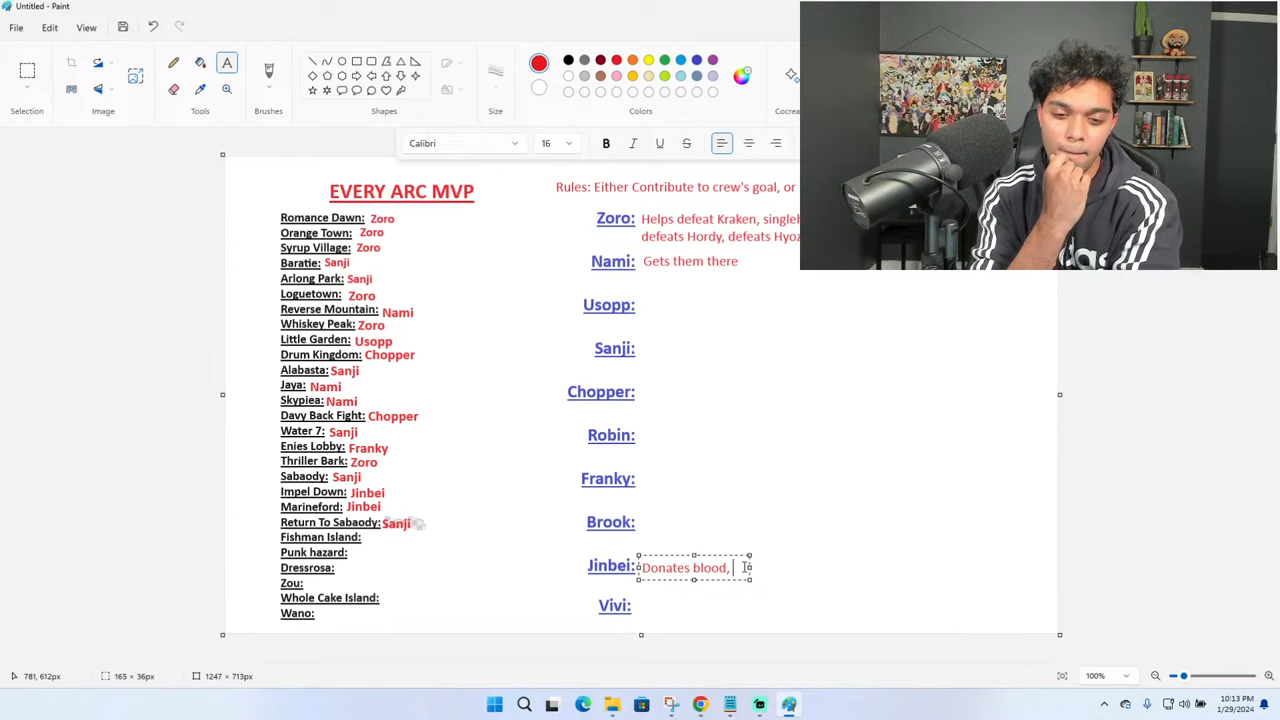 Untitled - Paint
File Edit View
Selection Image Tools Brushes Shapes Size Colors Cocrea
Calibri 16 B I U S
EVERY ARC MVP
Romance Dawn: Zoro
Orange Town: Zoro
Syrup Village: Zoro
Baratie: Sanji
Arlong Park: Sanji
Loguetown: Zoro
Reverse Mountain: Nami
Whiskey Peak: Zoro
Little Garden: Usopp
Drum Kingdom: Chopper
Alabasta: Sanji
Jaya: Nami
Skypiea: Nami
Davy Back Fight: Chopper
Water 7: Sanji
Enies Lobby: Franky
Thriller Bark: Zoro
Sabaody: Sanji
Impel Down: Jinbei
Marineford: Jinbei
Return To Sabaody: Sanji
Fishman Island:
Punk hazard:
Dressrosa:
Zou:
Whole Cake Island:
Wano:
Rules: Either Contribute to crew's goal, or
Zoro: Helps defeat Kraken, singleh
defeats Hordy, defeats Hyoz
Nami: Gets them there
Usopp:
Sanji:
Chopper:
Robin:
Franky:
Brook:
Jinbei: Donates blood,
Vivi:
781, 612px 165 × 36px 1247 × 713px 100%
10:13 PM
1/29/2024